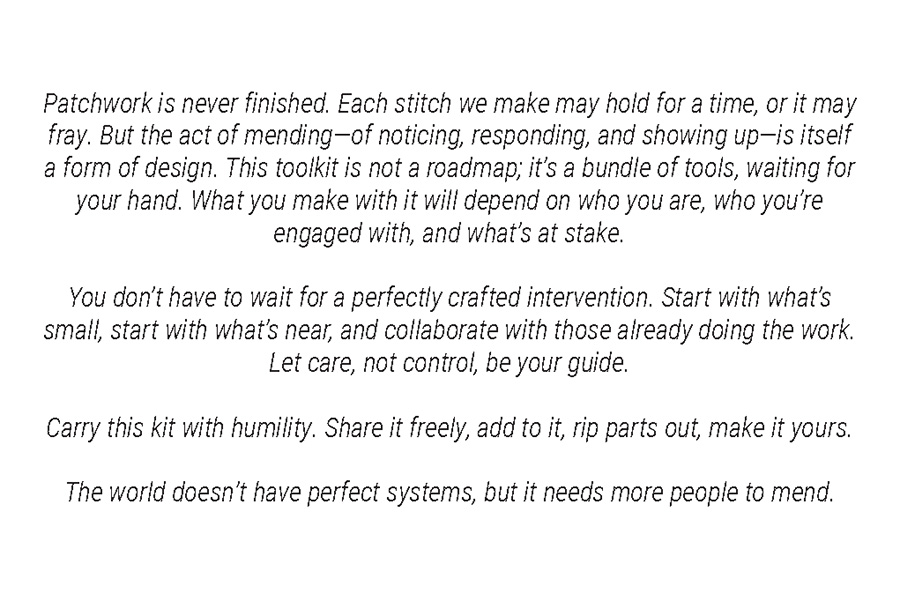 Patchwork is never finished. Each stitch we make may hold for a time, or it may
fray. But the act of mending—of noticing, responding, and showing up—is itself
a form of design. This toolkit is not a roadmap; it’s a bundle of tools, waiting for
your hand. What you make with it will depend on who you are, who you’re
engaged with, and what’s at stake.
You don’t have to wait for a perfectly crafted intervention. Start with what’s
small, start with what’s near, and collaborate with those already doing the work.
Let care, not control, be your guide.
Carry this kit with humility. Share it freely, add to it, rip parts out, make it yours.
The world doesn’t have perfect systems, but it needs more people to mend.